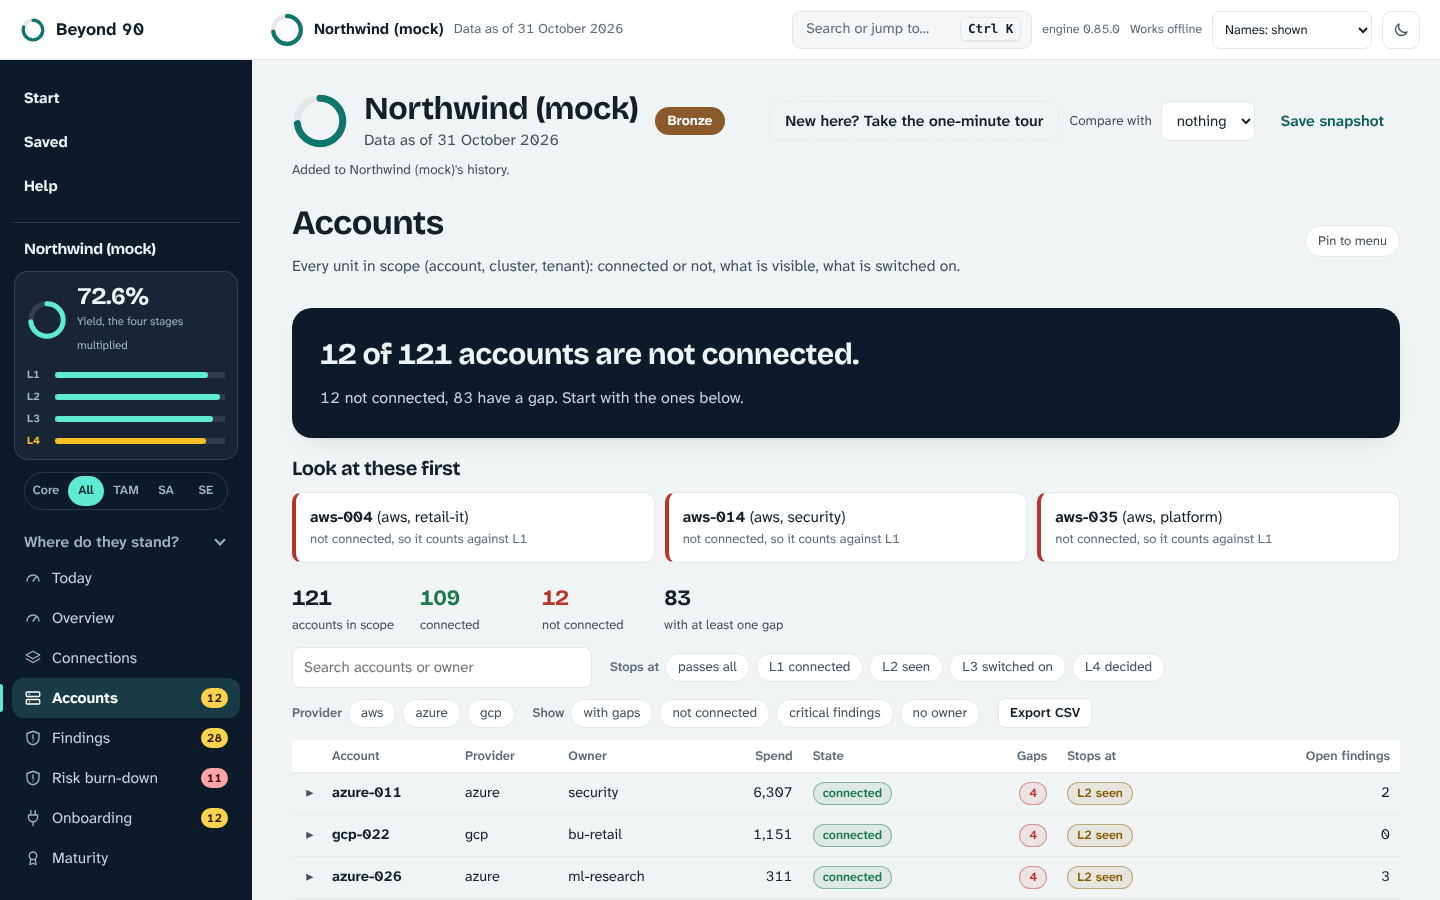 Beyond 90
Northwind (mock) Data as of 31 October 2026
Search or jump to... Ctrl K
engine 0.85.0 Works offline
Names: shown
Start
Saved
Help
Northwind (mock)
72.6%
Yield, the four stages
multiplied
L1
L2
L3
L4
Core All TAM SA SE
Where do they stand?
Today
Overview
Connections
Accounts 12
Findings 28
Risk burn-down 11
Onboarding 12
Maturity
Northwind (mock)
Data as of 31 October 2026
Bronze
New here? Take the one-minute tour
Compare with nothing
Save snapshot
Added to Northwind (mock)'s history.
Accounts
Pin to menu
Every unit in scope (account, cluster, tenant): connected or not, what is visible, what is switched on.
12 of 121 accounts are not connected.
12 not connected, 83 have a gap. Start with the ones below.
Look at these first
aws-004 (aws, retail-it)
not connected, so it counts against L1
aws-014 (aws, security)
not connected, so it counts against L1
aws-035 (aws, platform)
not connected, so it counts against L1
121
accounts in scope
109
connected
12
not connected
83
with at least one gap
Search accounts or owner
Stops at passes all L1 connected L2 seen L3 switched on L4 decided
Provider aws azure gcp Show with gaps not connected critical findings no owner Export CSV
Account Provider Owner Spend State Gaps Stops at Open findings
azure-011 azure security 6,307 connected 4 L2 seen 2
gcp-022 gcp bu-retail 1,151 connected 4 L2 seen 0
azure-026 azure ml-research 311 connected 4 L2 seen 3